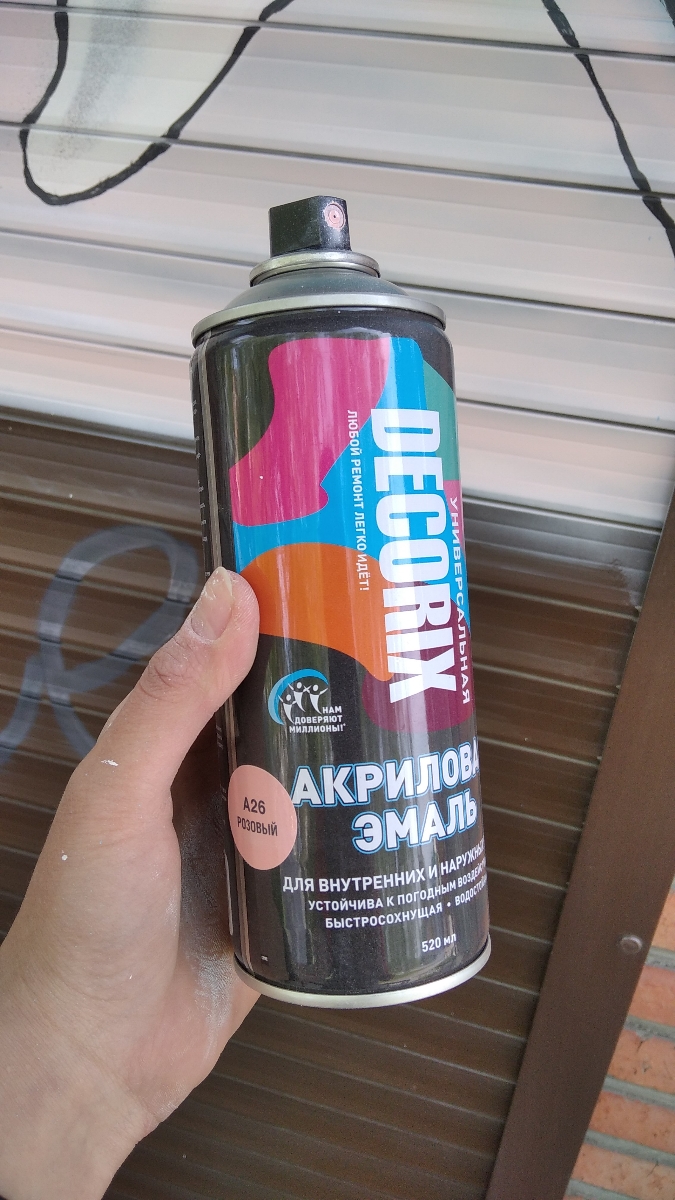 DECORIX
УНИВЕРСАЛЬНАЯ
ЛЮБОЙ РЕМОНТ ЛЕГКО ИДЁТ!
НАМ
ДОВЕРЯЮТ
МИЛЛИОНЫ!*
АКРИЛОВА
ЭМАЛЬ
A26
РОЗОВЫЙ
ДЛЯ ВНУТРЕННИХ И НАРУЖНЫ
УСТОЙЧИВА К ПОГОДНЫМ ВОЗДЕЙ
БЫСТРОСОХНУЩАЯ • ВОДОСТОЙ
520 мл